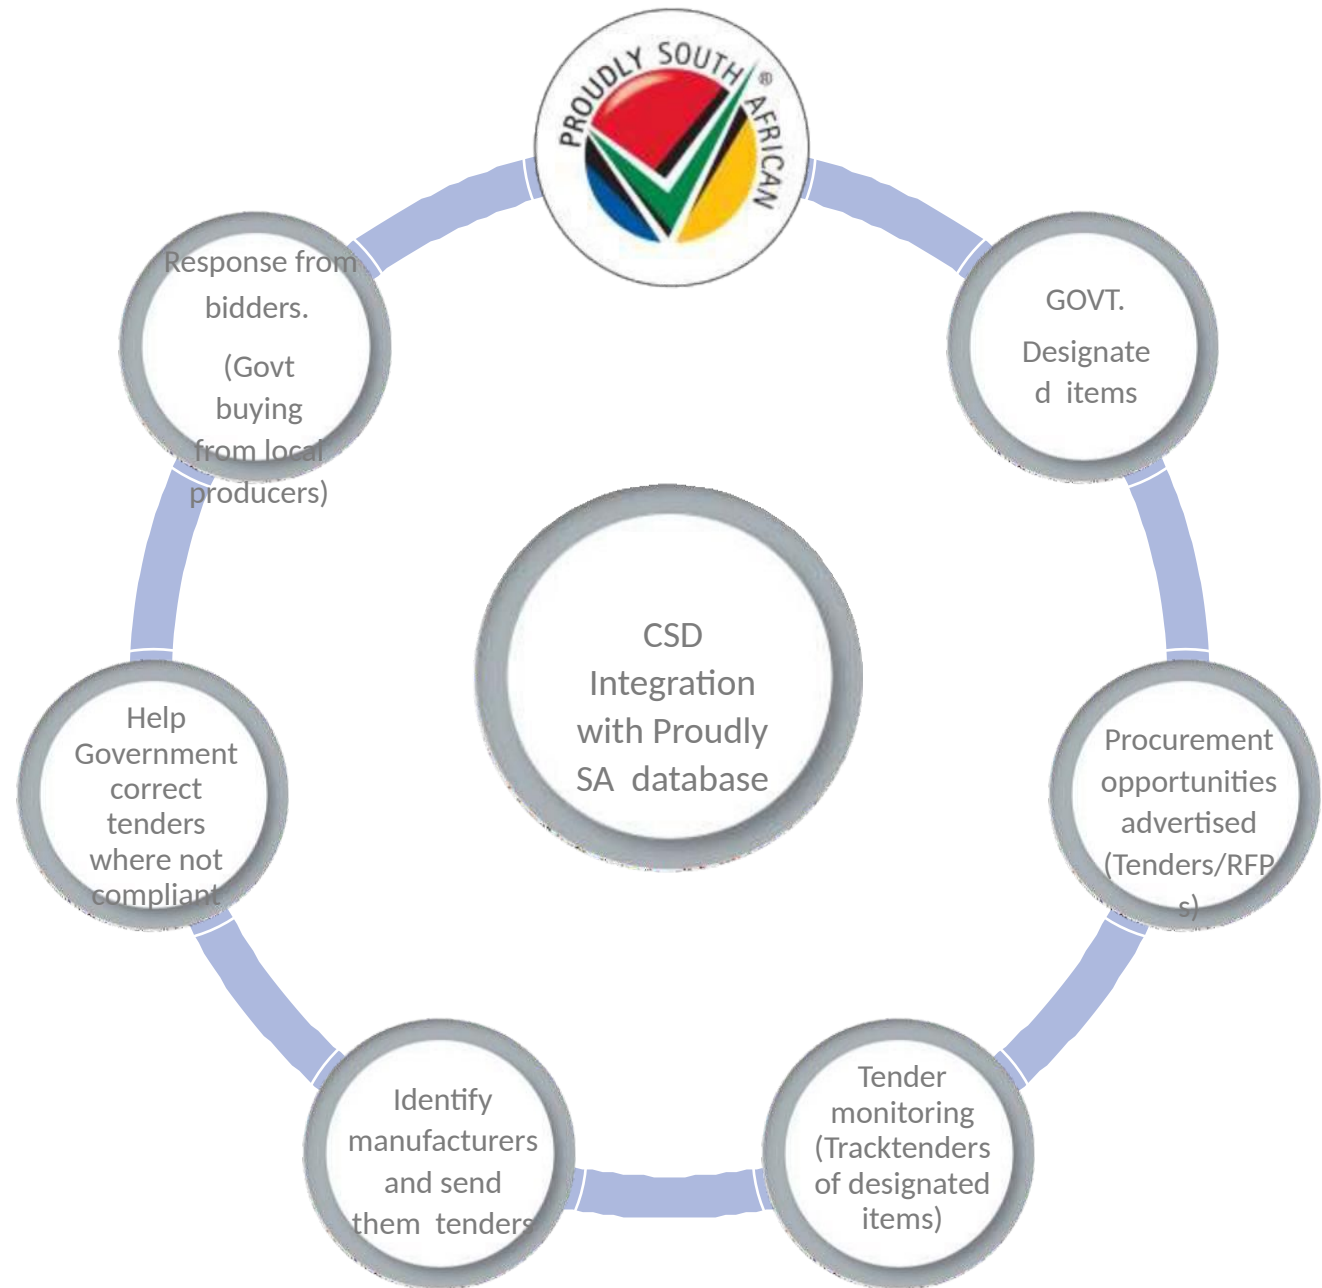 PROUDLY SOUTH AFRICAN ®
GOVT.
Designate
d items
Procurement
opportunities
advertised
(Tenders/RFP
s)
Tender
monitoring
(Tracktenders
of designated
items)
Identify
manufacturers
and send
them tenders
Help
Government
correct
tenders
where not
compliant
Response from
bidders.
(Govt
buying
from local
producers)
CSD
Integration
with Proudly
SA database